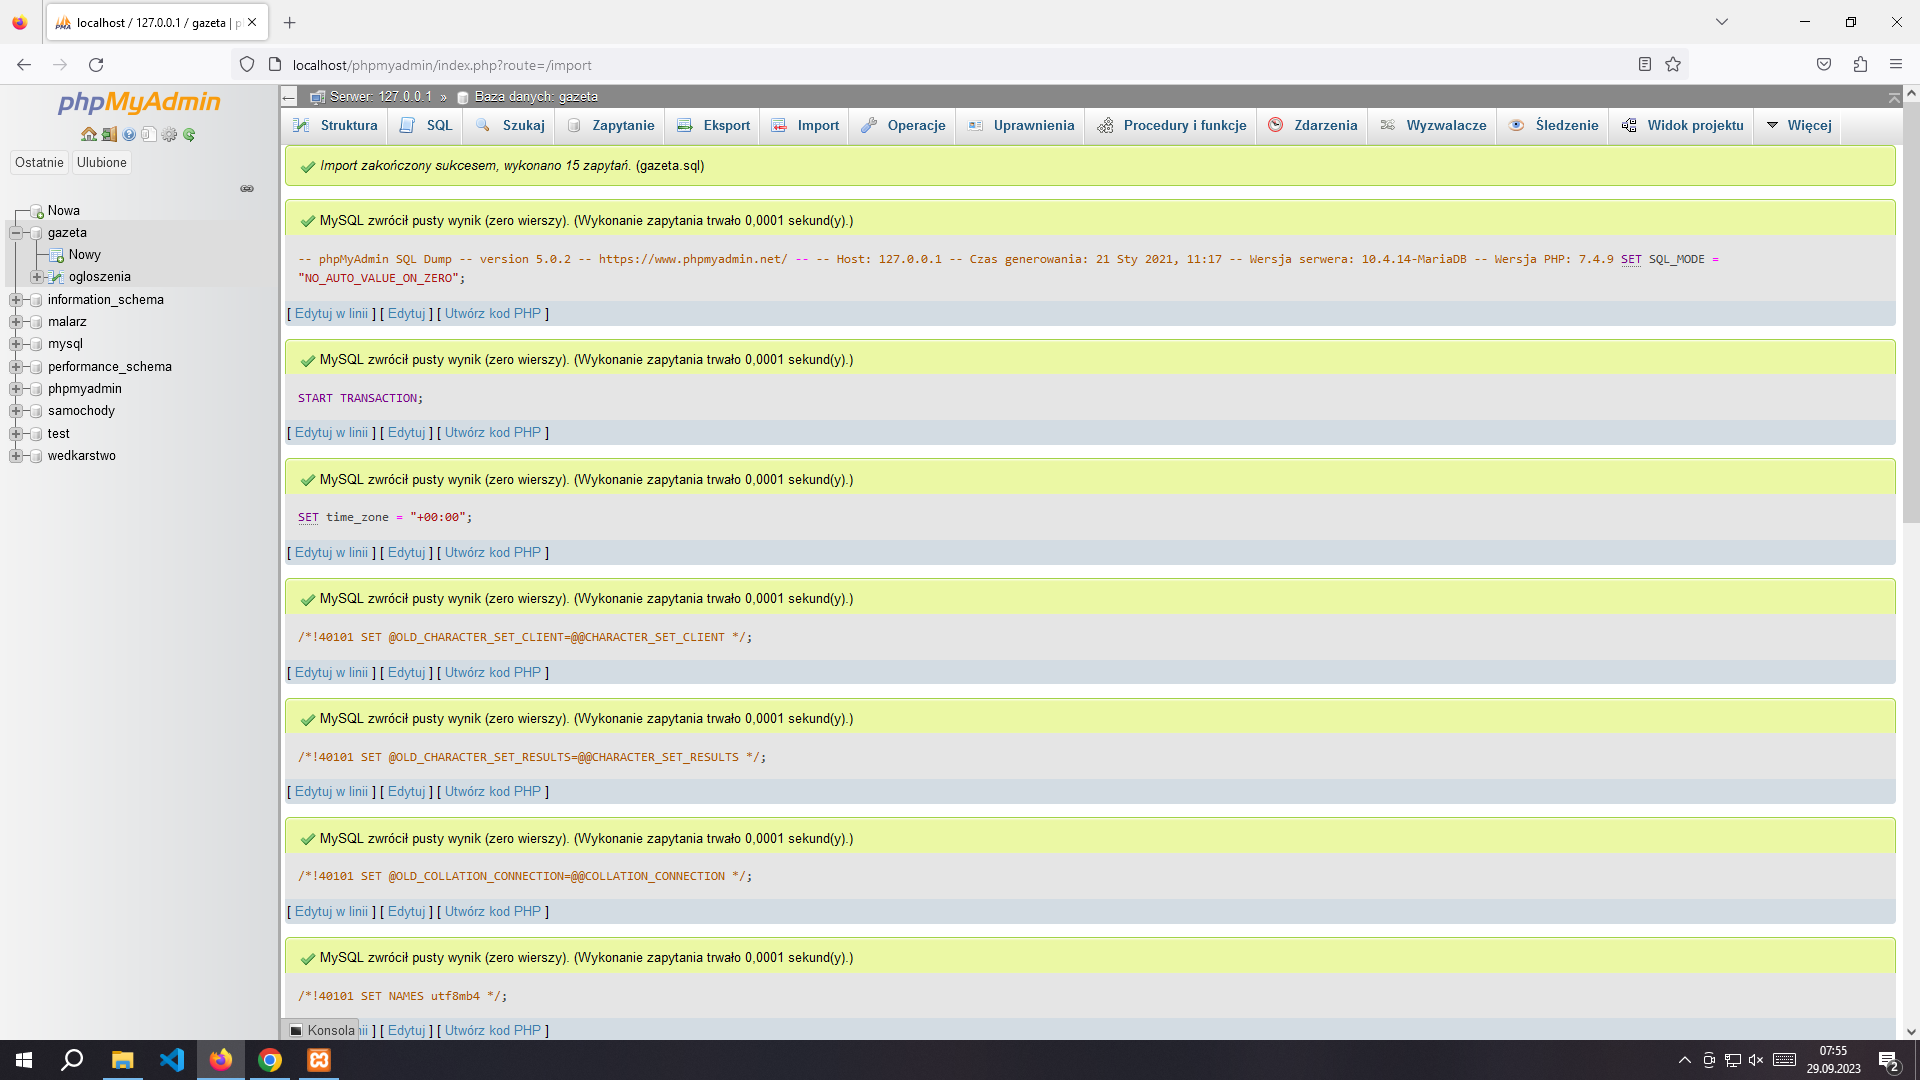 localhost / 127.0.0.1 / gazeta | p
localhost/phpmyadmin/index.php?route=/import
phpMyAdmin
Ostatnie Ulubione
Nowa
gazeta
Nowy
ogloszenia
information_schema
malarz
mysql
performance_schema
phpmyadmin
samochody
test
wedkarstwo
Serwer: 127.0.0.1 » Baza danych: gazeta
Struktura SQL Szukaj Zapytanie Eksport Import Operacje Uprawnienia Procedury i funkcje Zdarzenia Wyzwalacze Śledzenie Widok projektu Więcej
Import zakończony sukcesem, wykonano 15 zapytań. (gazeta.sql)
MySQL zwrócił pusty wynik (zero wierszy). (Wykonanie zapytania trwało 0,0001 sekund(y).)
-- phpMyAdmin SQL Dump -- version 5.0.2 -- https://www.phpmyadmin.net/ -- -- Host: 127.0.0.1 -- Czas generowania: 21 Sty 2021, 11:17 -- Wersja serwera: 10.4.14-MariaDB -- Wersja PHP: 7.4.9 SET SQL_MODE =
"NO_AUTO_VALUE_ON_ZERO";
[ Edytuj w linii ] [ Edytuj ] [ Utwórz kod PHP ]
MySQL zwrócił pusty wynik (zero wierszy). (Wykonanie zapytania trwało 0,0001 sekund(y).)
START TRANSACTION;
[ Edytuj w linii ] [ Edytuj ] [ Utwórz kod PHP ]
MySQL zwrócił pusty wynik (zero wierszy). (Wykonanie zapytania trwało 0,0001 sekund(y).)
SET time_zone = "+00:00";
[ Edytuj w linii ] [ Edytuj ] [ Utwórz kod PHP ]
MySQL zwrócił pusty wynik (zero wierszy). (Wykonanie zapytania trwało 0,0001 sekund(y).)
/*!40101 SET @OLD_CHARACTER_SET_CLIENT=@@CHARACTER_SET_CLIENT */;
[ Edytuj w linii ] [ Edytuj ] [ Utwórz kod PHP ]
MySQL zwrócił pusty wynik (zero wierszy). (Wykonanie zapytania trwało 0,0001 sekund(y).)
/*!40101 SET @OLD_CHARACTER_SET_RESULTS=@@CHARACTER_SET_RESULTS */;
[ Edytuj w linii ] [ Edytuj ] [ Utwórz kod PHP ]
MySQL zwrócił pusty wynik (zero wierszy). (Wykonanie zapytania trwało 0,0001 sekund(y).)
/*!40101 SET @OLD_COLLATION_CONNECTION=@@COLLATION_CONNECTION */;
[ Edytuj w linii ] [ Edytuj ] [ Utwórz kod PHP ]
MySQL zwrócił pusty wynik (zero wierszy). (Wykonanie zapytania trwało 0,0001 sekund(y).)
/*!40101 SET NAMES utf8mb4 */;
Konsola nii ] [ Edytuj ] [ Utwórz kod PHP ]
07:55
29.09.2023
2